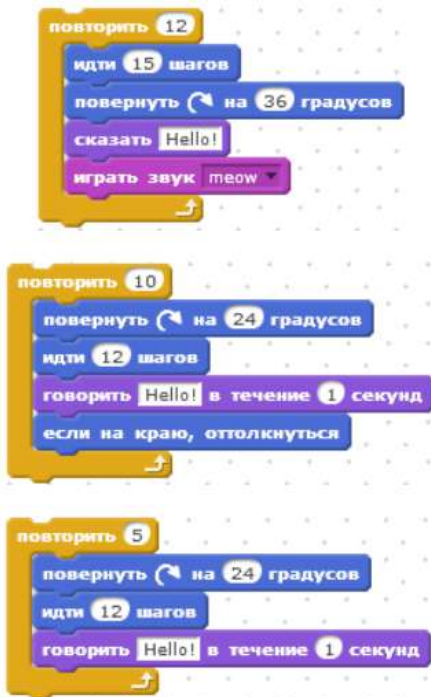 повторить 12
идти 15 шагов
повернуть на 36 градусов
сказать Hello!
играть звук meow
повторить 10
повернуть на 24 градусов
идти 12 шагов
говорить Hello! в течение 1 секунд
если на краю, оттолкнуться
повторить 5
повернуть на 24 градусов
идти 12 шагов
говорить Hello! в течение 1 секунд